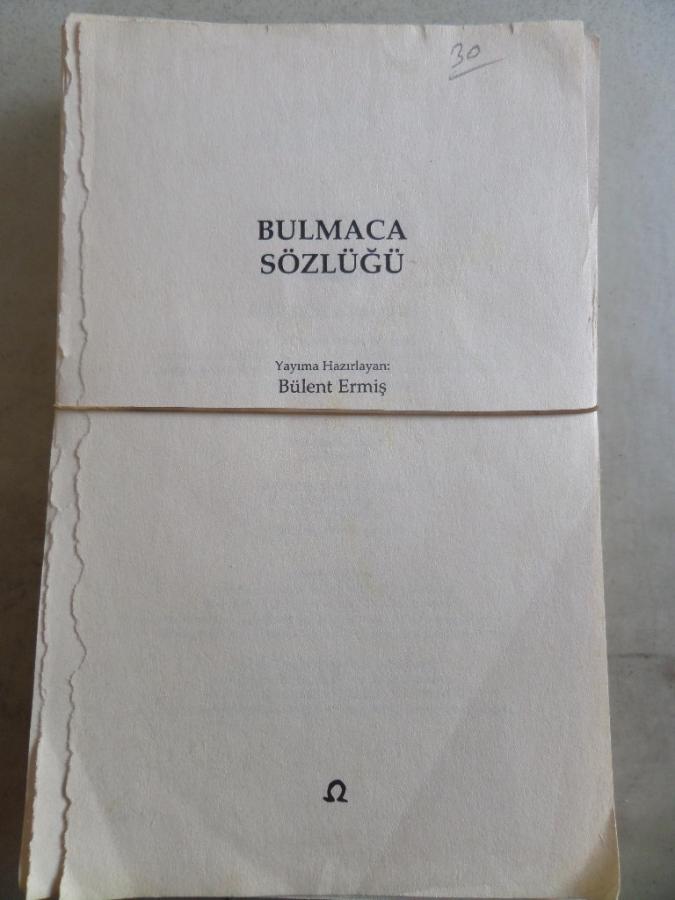 30
BULMACA
SÖZLÜĞÜ
Yayıma Hazırlayan:
Bülent Ermiş
Ω